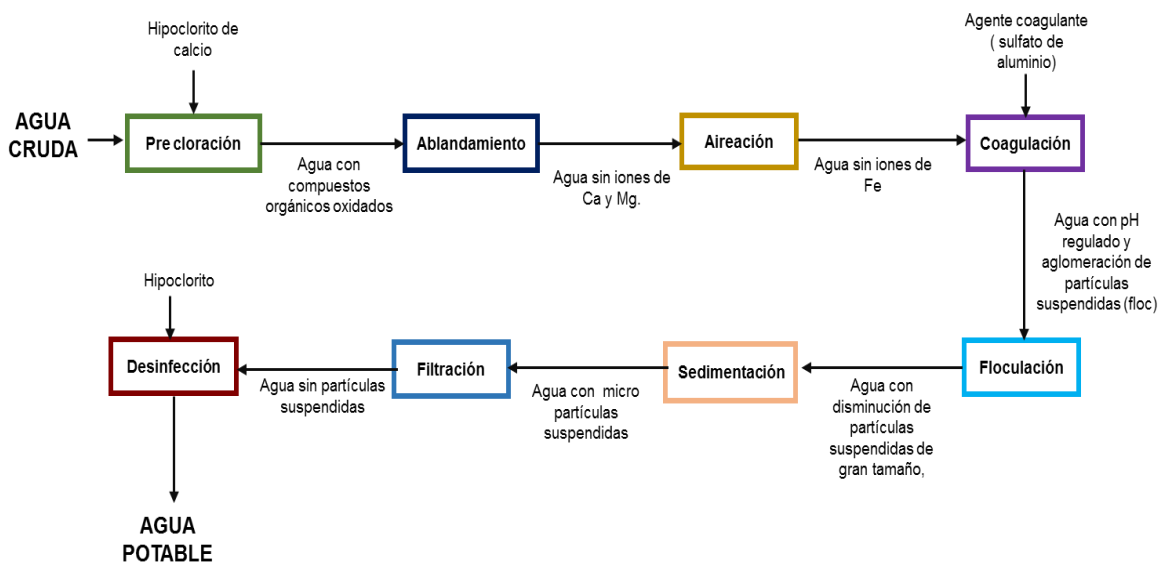 Hipoclorito de
calcio
Agente coagulante
( sulfato de
aluminio)
AGUA
CRUDA
Pre cloración
Ablandamiento
Aireación
Coagulación
Agua con
compuestos
orgánicos oxidados
Agua sin iones de
Ca y Mg.
Agua sin iones de
Fe
Agua con pH
regulado y
aglomeración de
partículas
suspendidas (floc)
Hipoclorito
Desinfección
Filtración
Sedimentación
Floculación
Agua sin partículas
suspendidas
Agua con  micro
partículas
suspendidas
Agua con
disminución de
partículas
suspendidas de
gran tamaño,
AGUA
POTABLE